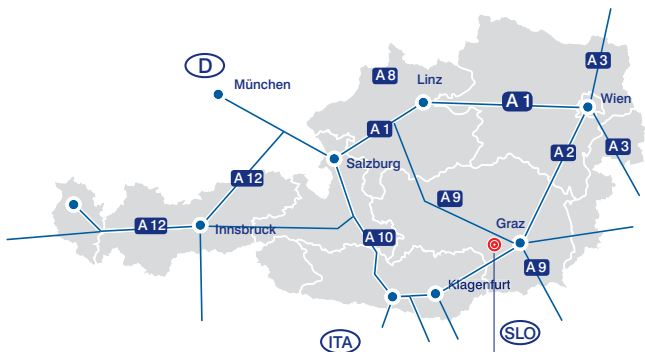 A 3
D
A 8
Linz
München
A 1
Wien
A 1
A 3
A 2
Salzburg
A 12
A 9
Graz
A 12
Innsbruck
A 10
A 9
Klagenfurt
ITA
SLO